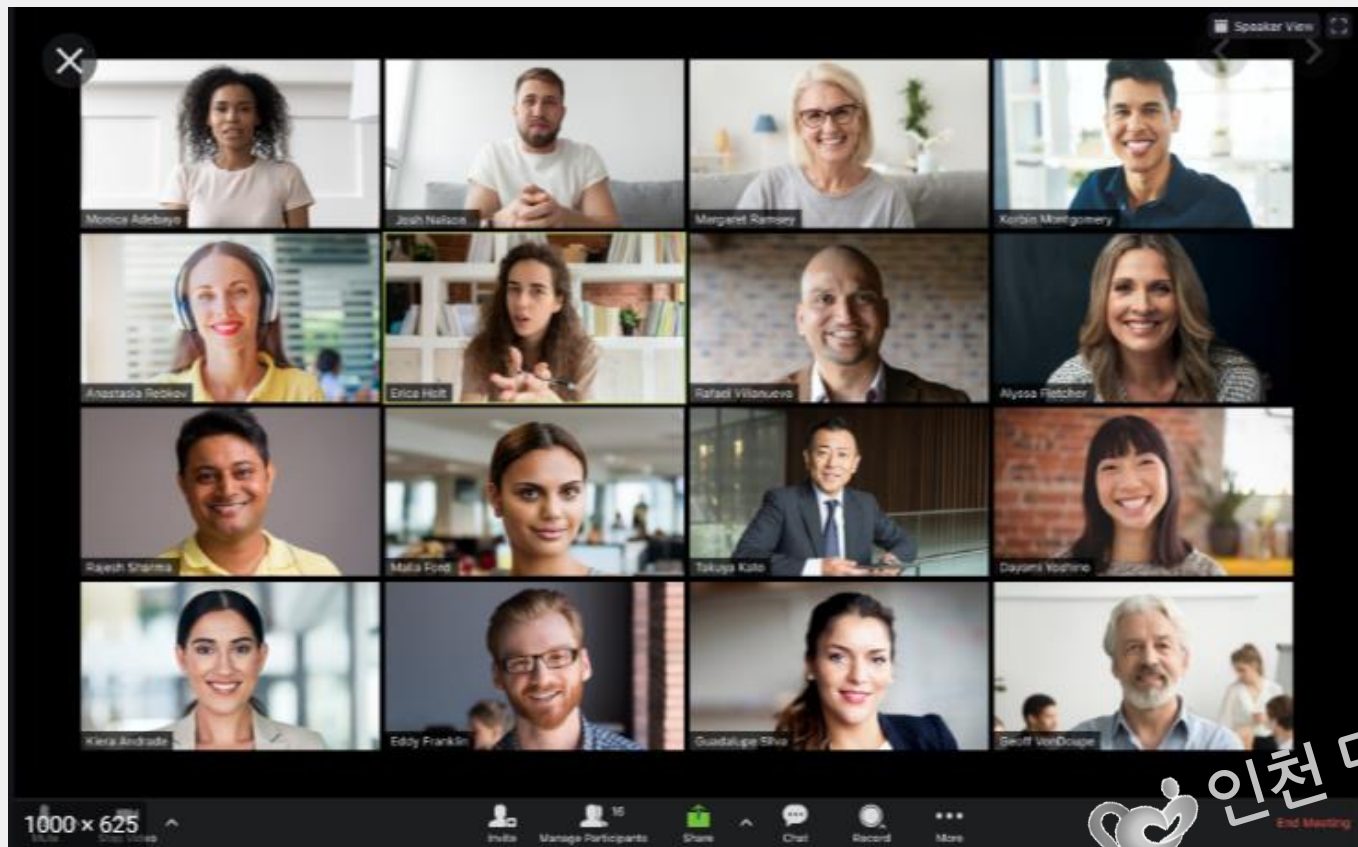 Speaker View
Monica Adebayo
Josh Nelson
Margaret Ramsey
Korbin Montgomery
Anastasia Rebkov
Erica Holt
Rafael Villanueva
Alyssa Fletcher
Rajesh Sharma
Malla Ford
Takuya Kato
Dayami Yoshino
Kiera Andrade
Eddy Franklin
Guadalupe Silva
Geoff VonDoupe
1000 × 625
16
Invite
Manage Participants
Share
Chat
Record
More
인천
End Meeting